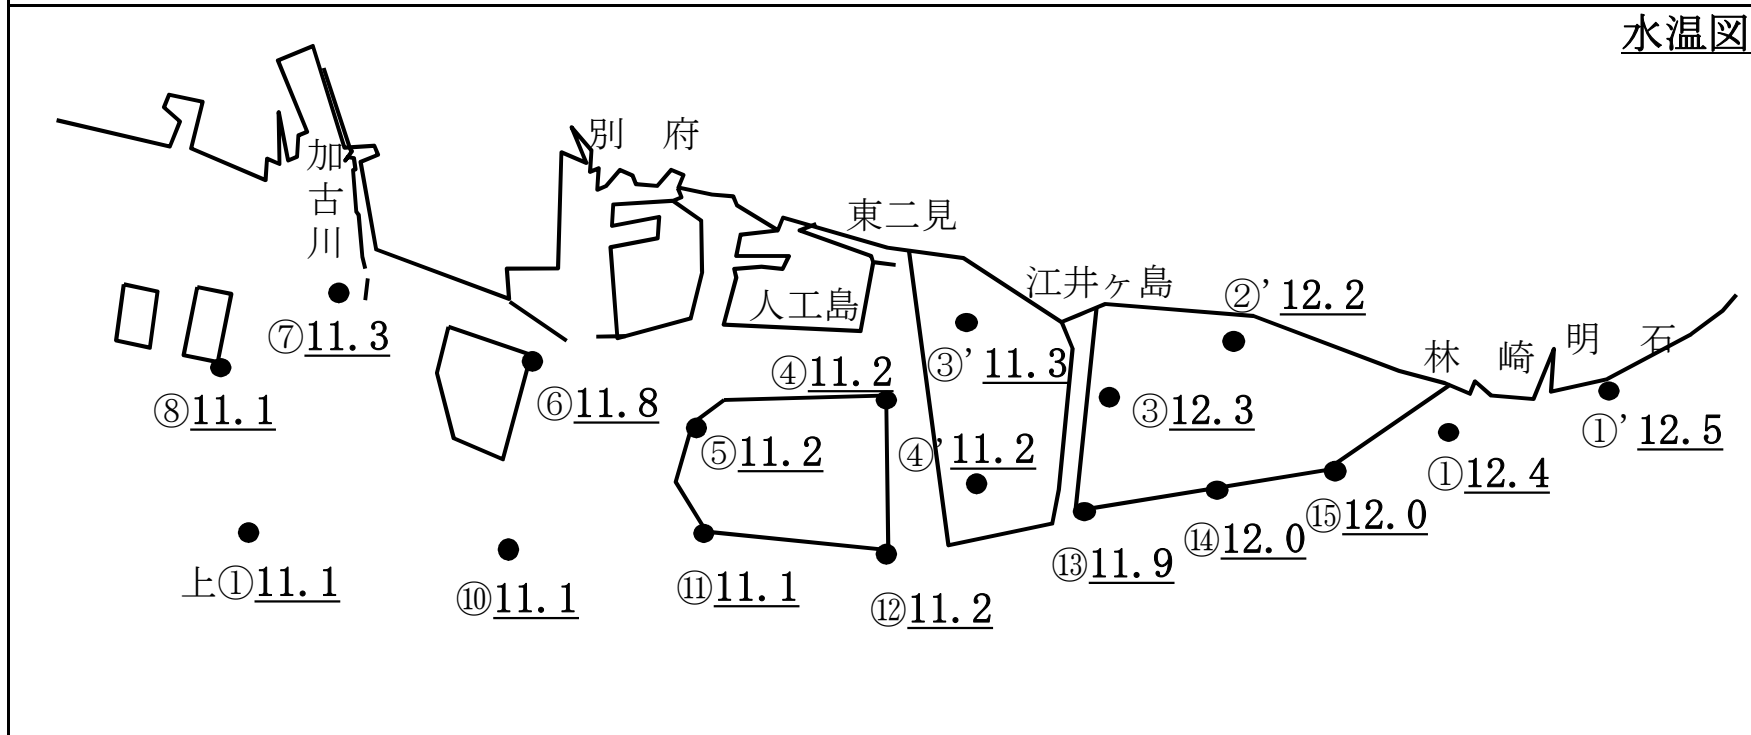 水温図
別　府
加
古
川
東二見
江井ヶ島
②' 12.2
人工島
林　崎
明　石
⑦11.3
③' 11.3
④11.2
⑧11.1
⑥11.8
③12.3
①' 12.5
⑤11.2
④' 11.2
①12.4
⑮12.0
⑭12.0
⑬11.9
上①11.1
⑩11.1
⑪11.1
⑫11.2